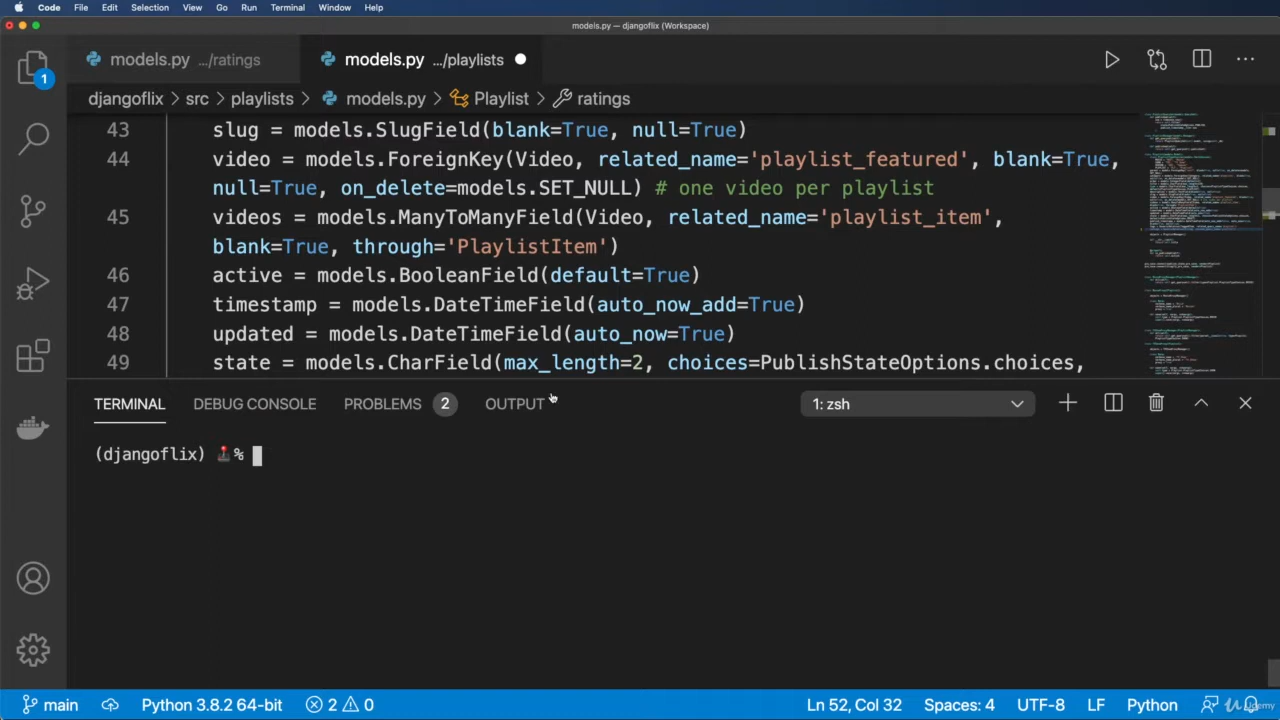 Code File Edit View Go Run Terminal Window Help
models.py — djangoflix (Workspace)
models.py .../ratings models.py .../playlists
1
djangoflix > src > playlists > models.py > Playlist > ratings
43 slug = models.SlugField(blank=True, null=True)
44 video = models.ForeignKey(Video, related_name='playlist_featured', blank=True,
null=True, on_delete=models.SET_NULL) # one video per playlist
45 videos = models.ManyToManyField(Video, related_name='playlist_item',
blank=True, through='PlaylistItem')
46 active = models.BooleanField(default=True)
47 timestamp = models.DateTimeField(auto_now_add=True)
48 updated = models.DateTimeField(auto_now=True)
49 state = models.CharField(max_length=2, choices=PublishStateOptions.choices,
TERMINAL DEBUG CONSOLE PROBLEMS 2 OUTPUT 1: zsh
(djangoflix) 🕹% 
main Python 3.8.2 64-bit 2 0 Ln 52, Col 32 Spaces: 4 UTF-8 LF Python
Udemy